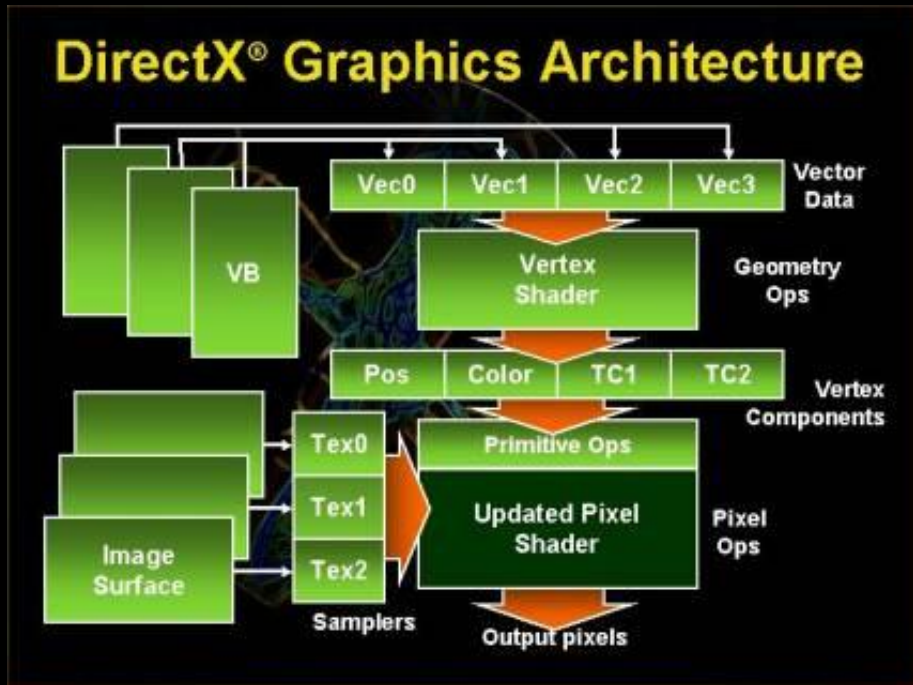 DirectX® Graphics Architecture
Vec0 Vec1 Vec2 Vec3
Vector
Data
VB
Vertex
Shader
Geometry
Ops
Pos Color TC1 TC2
Vertex
Components
Tex0
Tex1
Tex2
Primitive Ops
Updated Pixel
Shader
Pixel
Ops
Image
Surface
Samplers
Output pixels